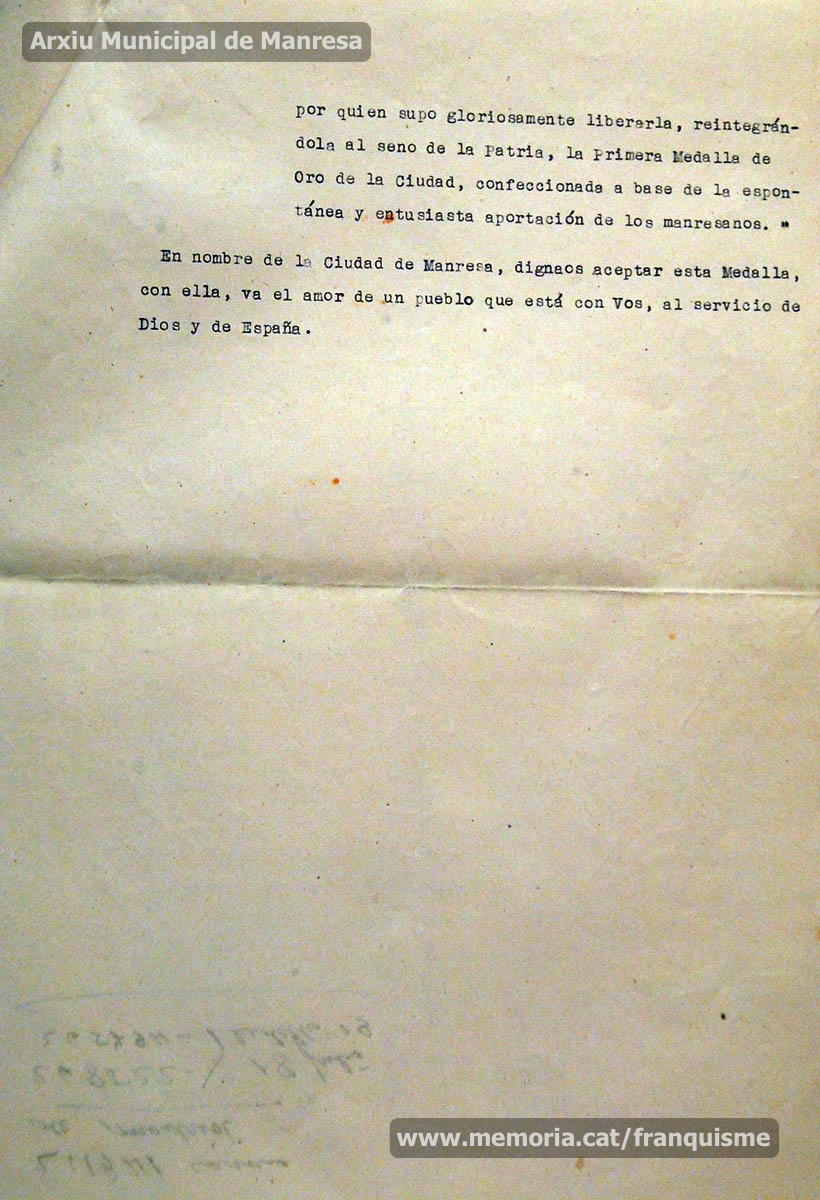 Arxiu Municipal de Manresa
por quien supo gloriosamente liberarla, reintegrán-
dola al seno de la Patria, la Primera Medalla de
Oro de la Ciudad, confeccionada a base de la espon-
tánea y entusiasta aportación de los manresanos. "
En nombre de la Ciudad de Manresa, dignaos aceptar esta Medalla,
con ella, va el amor de un pueblo que está con Vos, al servicio de
Dios y de España.
www.memoria.cat/franquisme